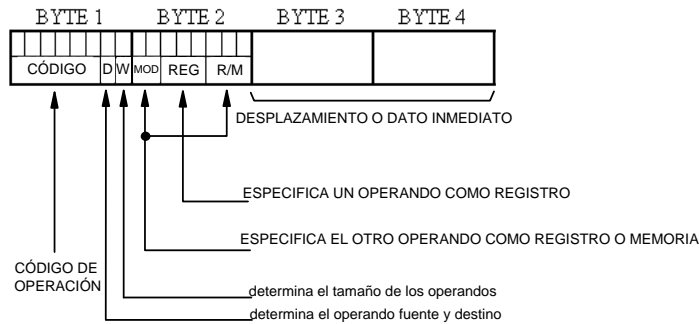 BYTE 1 BYTE 2 BYTE 3 BYTE 4
CÓDIGO D W MOD REG R/M
DESPLAZAMIENTO O DATO INMEDIATO
ESPECIFICA UN OPERANDO COMO REGISTRO
ESPECIFICA EL OTRO OPERANDO COMO REGISTRO O MEMORIA
CÓDIGO DE
OPERACIÓN
determina el tamaño de los operandos
determina el operando fuente y destino